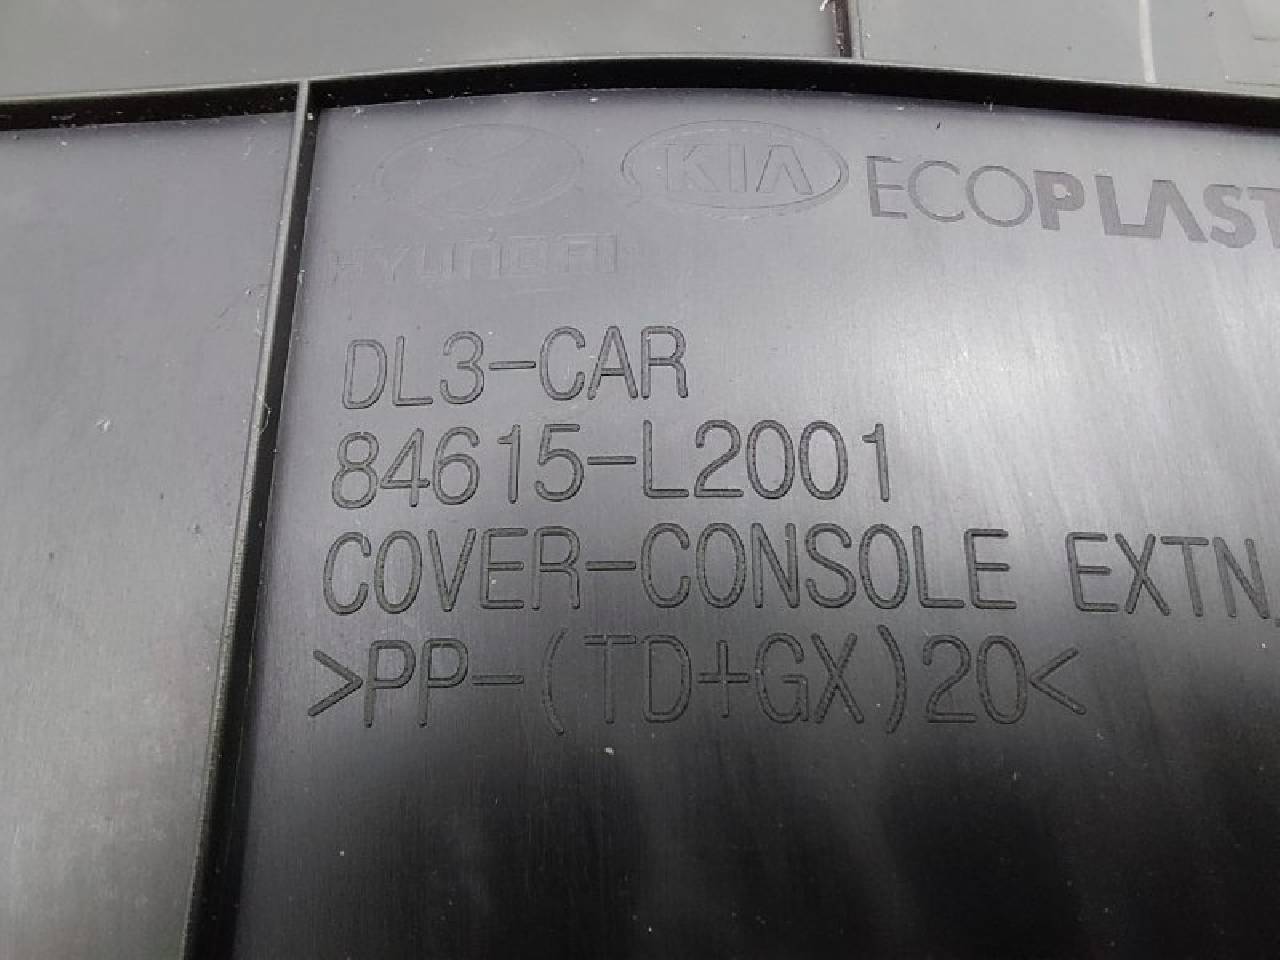 KIA ECOPLAST
HYUNDAI
DL3-CAR
84615-L2001
COVER-CONSOLE EXTN,
>PP-(TD+GX)20<